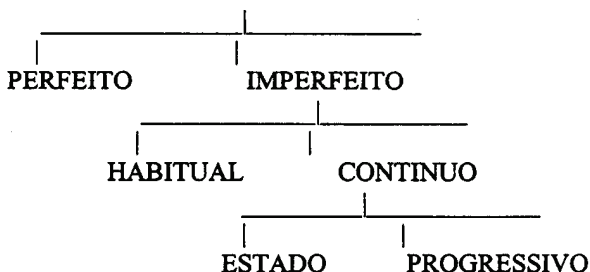 PERFEITO IMPERFEITO
HABITUAL CONTINUO
ESTADO PROGRESSIVO